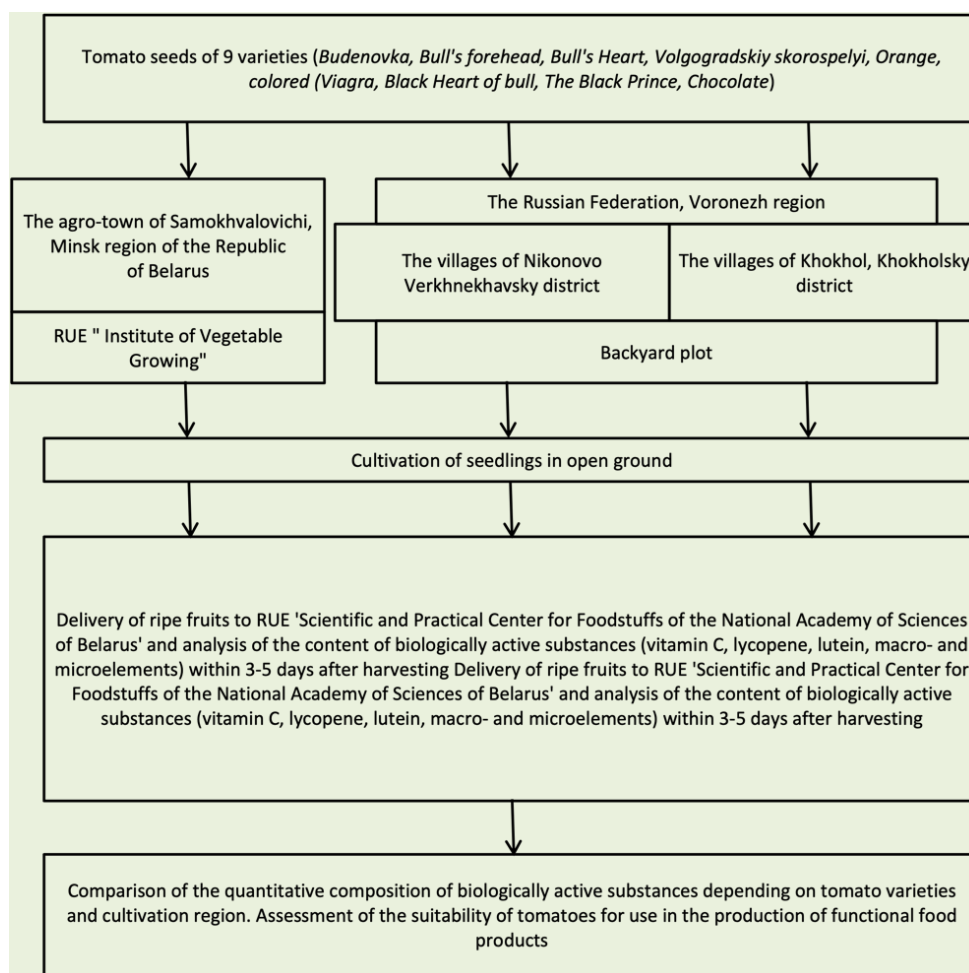 Tomato seeds of 9 varieties (Budenovka, Bull's forehead, Bull's Heart, Volgogradskiy skorospelyi, Orange,
colored (Viagra, Black Heart of bull, The Black Prince, Chocolate)
The agro-town of Samokhvalovichi,
Minsk region of the Republic
of Belarus
RUE " Institute of Vegetable
Growing"
The Russian Federation, Voronezh region
The villages of Nikonovo
Verkhnekhavsky district
The villages of Khokhol, Khokholsky
district
Backyard plot
Cultivation of seedlings in open ground
Delivery of ripe fruits to RUE 'Scientific and Practical Center for Foodstuffs of the National Academy of Sciences
of Belarus' and analysis of the content of biologically active substances (vitamin C, lycopene, lutein, macro- and
microelements) within 3-5 days after harvesting Delivery of ripe fruits to RUE 'Scientific and Practical Center for
Foodstuffs of the National Academy of Sciences of Belarus' and analysis of the content of biologically active
substances (vitamin C, lycopene, lutein, macro- and microelements) within 3-5 days after harvesting
Comparison of the quantitative composition of biologically active substances depending on tomato varieties
and cultivation region. Assessment of the suitability of tomatoes for use in the production of functional food
products